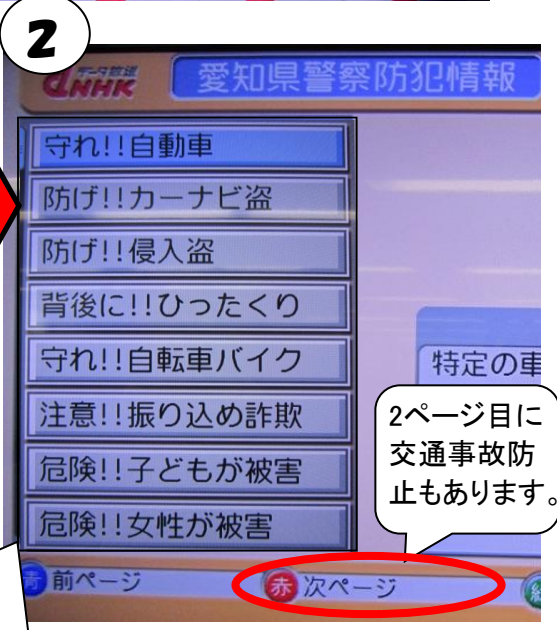 2
データ放送
dNHK
愛知県警察防犯情報
守れ!!自動車
防げ!!カーナビ盗
防げ!!侵入盗
背後に!!ひったくり
守れ!!自転車バイク
注意!!振り込め詐欺
危険!!子どもが被害
危険!!女性が被害
特定の車
2ページ目に
交通事故防
止もあります。
青 前ページ
赤 次ページ